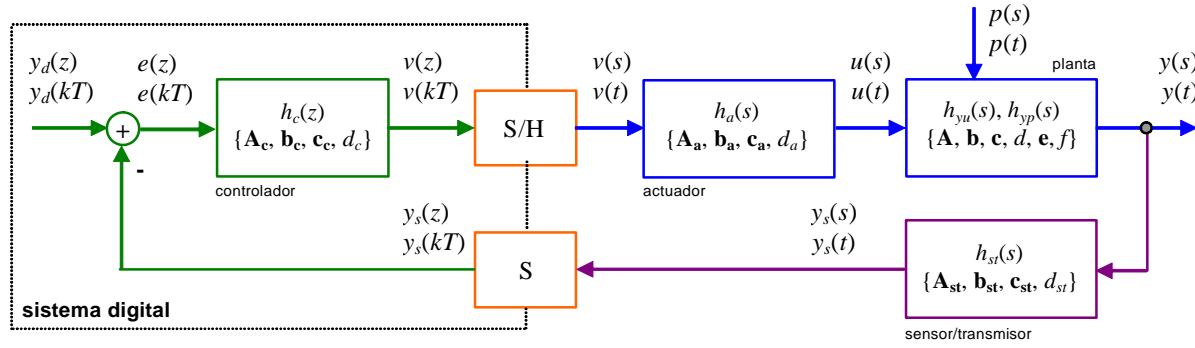 y_d(z)
y_d(kT)
e(z)
e(kT)
+
-
h_c(z)
{A_c, b_c, c_c, d_c}
controlador
v(z)
v(kT)
S/H
v(s)
v(t)
h_a(s)
{A_a, b_a, c_a, d_a}
actuador
u(s)
u(t)
p(s)
p(t)
planta
h_yu(s), h_yp(s)
{A, b, c, d, e, f}
y(s)
y(t)
y_s(z)
y_s(kT)
S
y_s(s)
y_s(t)
h_st(s)
{A_st, b_st, c_st, d_st}
sensor/transmisor
sistema digital